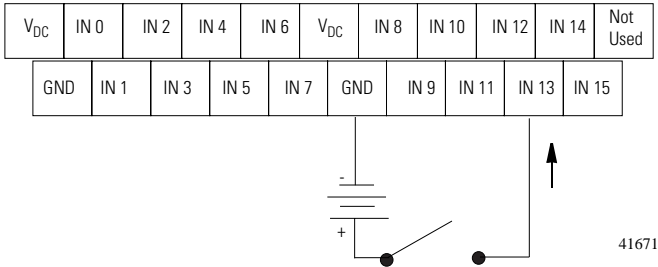 VDC IN 0 IN 2 IN 4 IN 6 VDC IN 8 IN 10 IN 12 IN 14 Not Used
GND IN 1 IN 3 IN 5 IN 7 GND IN 9 IN 11 IN 13 IN 15
-
+
41671